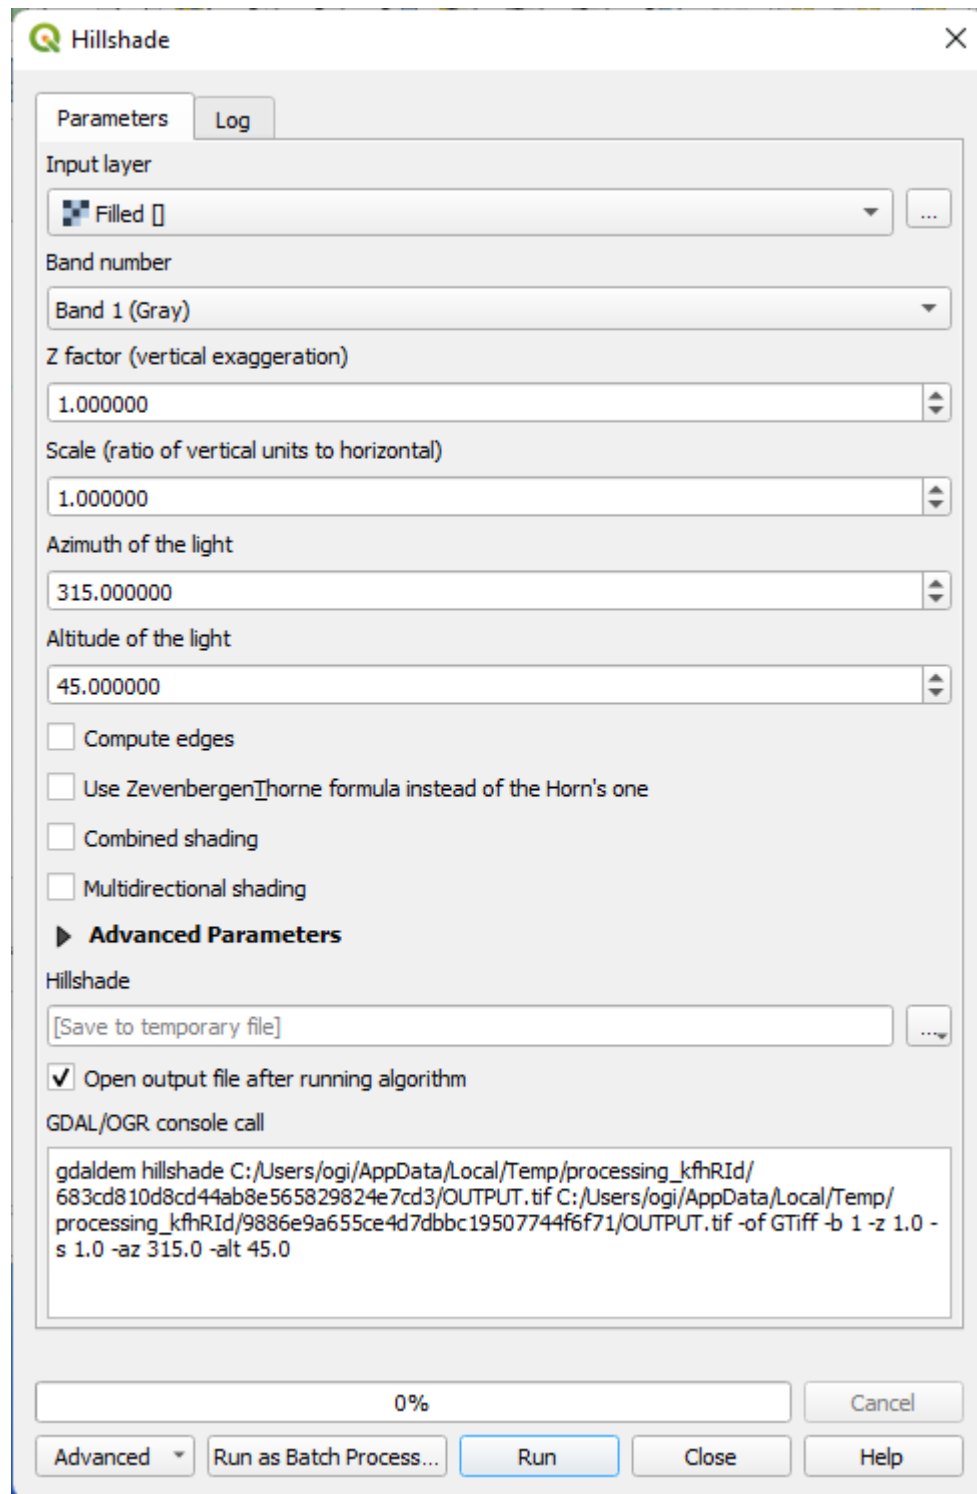 Hillshade
Parameters
Log
Input layer
Filled []
...
Band number
Band 1 (Gray)
Z factor (vertical exaggeration)
1.000000
Scale (ratio of vertical units to horizontal)
1.000000
Azimuth of the light
315.000000
Altitude of the light
45.000000
Compute edges
Use ZevenbergenThorne formula instead of the Horn's one
Combined shading
Multidirectional shading
Advanced Parameters
Hillshade
[Save to temporary file]
...
Open output file after running algorithm
GDAL/OGR console call
gdaldem hillshade C:/Users/ogi/AppData/Local/Temp/processing_kfhRId/
683cd810d8cd44ab8e565829824e7cd3/OUTPUT.tif C:/Users/ogi/AppData/Local/Temp/
processing_kfhRId/9886e9a655ce4d7dbbc19507744f6f71/OUTPUT.tif -of GTiff -b 1 -z 1.0 -
s 1.0 -az 315.0 -alt 45.0
0%
Cancel
Advanced
Run as Batch Process...
Run
Close
Help